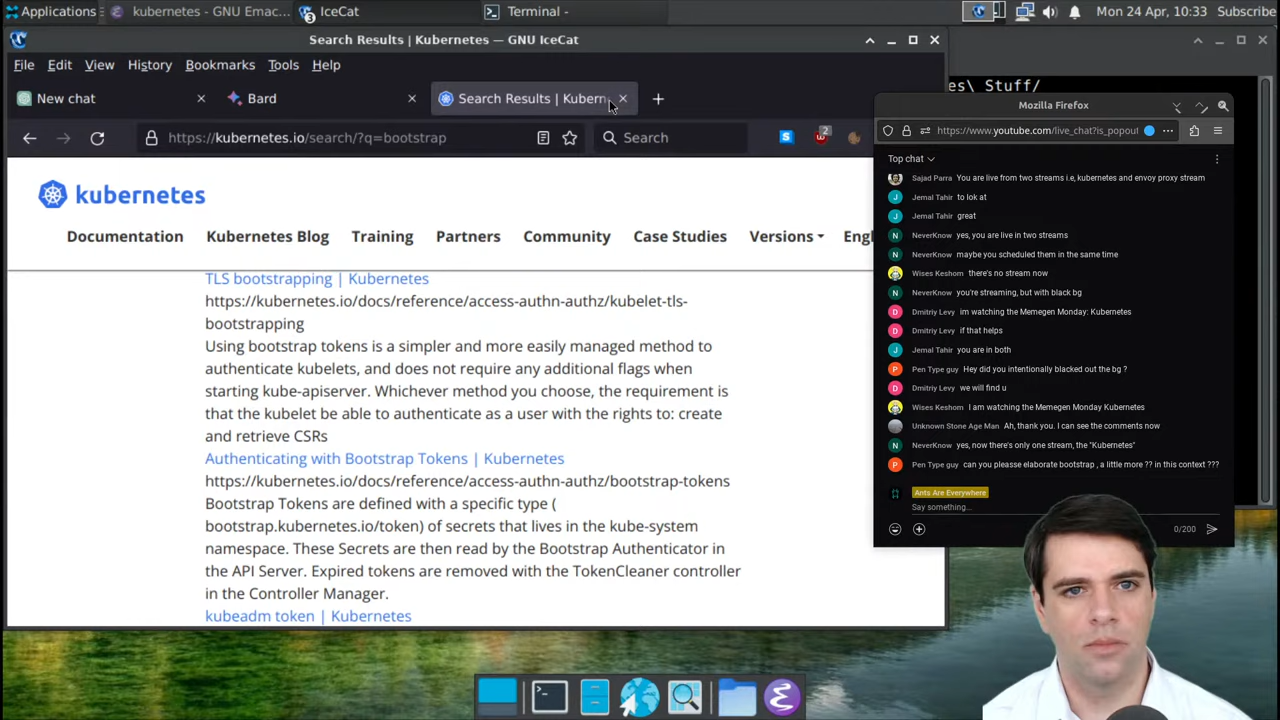 Applications
kubernetes - GNU Emac...
3
IceCat
Terminal -
Mon 24 Apr, 10:33
Subscribe
Search Results | Kubernetes — GNU IceCat
File Edit View History Bookmarks Tools Help
New chat
Bard
Search Results | Kubern
https://kubernetes.io/search/?q=bootstrap
Search
2
kubernetes
Documentation Kubernetes Blog Training Partners Community Case Studies Versions Engl
TLS bootstrapping | Kubernetes
https://kubernetes.io/docs/reference/access-authn-authz/kubelet-tls-
bootstrapping
Using bootstrap tokens is a simpler and more easily managed method to
authenticate kubelets, and does not require any additional flags when
starting kube-apiserver. Whichever method you choose, the requirement is
that the kubelet be able to authenticate as a user with the rights to: create
and retrieve CSRs
Authenticating with Bootstrap Tokens | Kubernetes
https://kubernetes.io/docs/reference/access-authn-authz/bootstrap-tokens
Bootstrap Tokens are defined with a specific type (
bootstrap.kubernetes.io/token) of secrets that lives in the kube-system
namespace. These Secrets are then read by the Bootstrap Authenticator in
the API Server. Expired tokens are removed with the TokenCleaner controller
in the Controller Manager.
kubeadm token | Kubernetes
es\ Stuff/
Mozilla Firefox
https://www.youtube.com/live_chat?is_popou
Top chat
Sajad Parra You are live from two streams i.e, kubernetes and envoy proxy stream
J Jemal Tahir to lok at
J Jemal Tahir great
N NeverKnow yes, you are live in two streams
N NeverKnow maybe you scheduled them in the same time
Wises Keshom there's no stream now
N NeverKnow you're streaming, but with black bg
D Dmitriy Levy im watching the Memegen Monday: Kubernetes
D Dmitriy Levy if that helps
J Jemal Tahir you are in both
P Pen Type guy Hey did you intentionally blacked out the bg ?
D Dmitriy Levy we will find u
Wises Keshom I am watching the Memegen Monday Kubernetes
Unknown Stone Age Man Ah, thank you. I can see the comments now
N NeverKnow yes, now there's only one stream, the "Kubernetes"
P Pen Type guy can you pleasse elaborate bootstrap , a little more ?? in this context ???
Ants Are Everywhere
Say something...
0/200